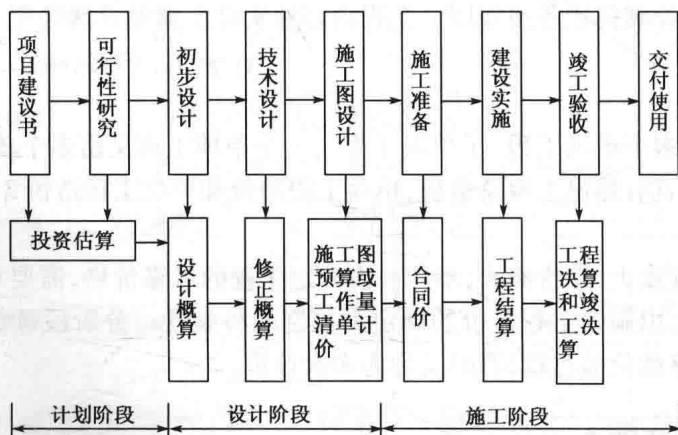 项目建议书
可行性研究
初步设计
技术设计
施工图设计
施工准备
建设实施
竣工验收
交付使用
投资估算
设计概算
修正概算
施工图
预算或
工作量
清单计
价
合同价
工程结算
工程
决算
和竣
工决
算
计划阶段
设计阶段
施工阶段